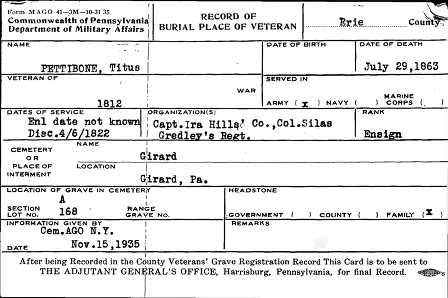 Form MAGO 41—3M—10-31 35
Commonwealth of Pennsylvania
Department of Military Affairs
RECORD OF
BURIAL PLACE OF VETERAN
Erie County
NAME
PETTIBONE, Titus
DATE OF BIRTH
DATE OF DEATH
July 29,1863
VETERAN OF
1812
WAR
SERVED IN
ARMY ( x ) NAVY ( ) MARINE CORPS ( )
DATES OF SERVICE
Enl date not known
Disc.4/6/1822
ORGANIZATION(S)
Capt.Ira Hills' Co.,Col.Silas
Gredley's Regt.
RANK
Ensign
CEMETERY
OR
PLACE OF
INTERMENT
NAME
Girard
LOCATION
Girard, Pa.
LOCATION OF GRAVE IN CEMETERY
A
SECTION
LOT NO. 168
RANGE
GRAVE NO.
HEADSTONE
GOVERNMENT ( ) COUNTY ( ) FAMILY ( x )
INFORMATION GIVEN BY
Cem.AGO N.Y.
DATE Nov.15,1935
REMARKS
After being Recorded in the County Veterans' Grave Registration Record This Card is to be sent to
THE ADJUTANT GENERAL'S OFFICE, Harrisburg, Pennsylvania, for final Record.